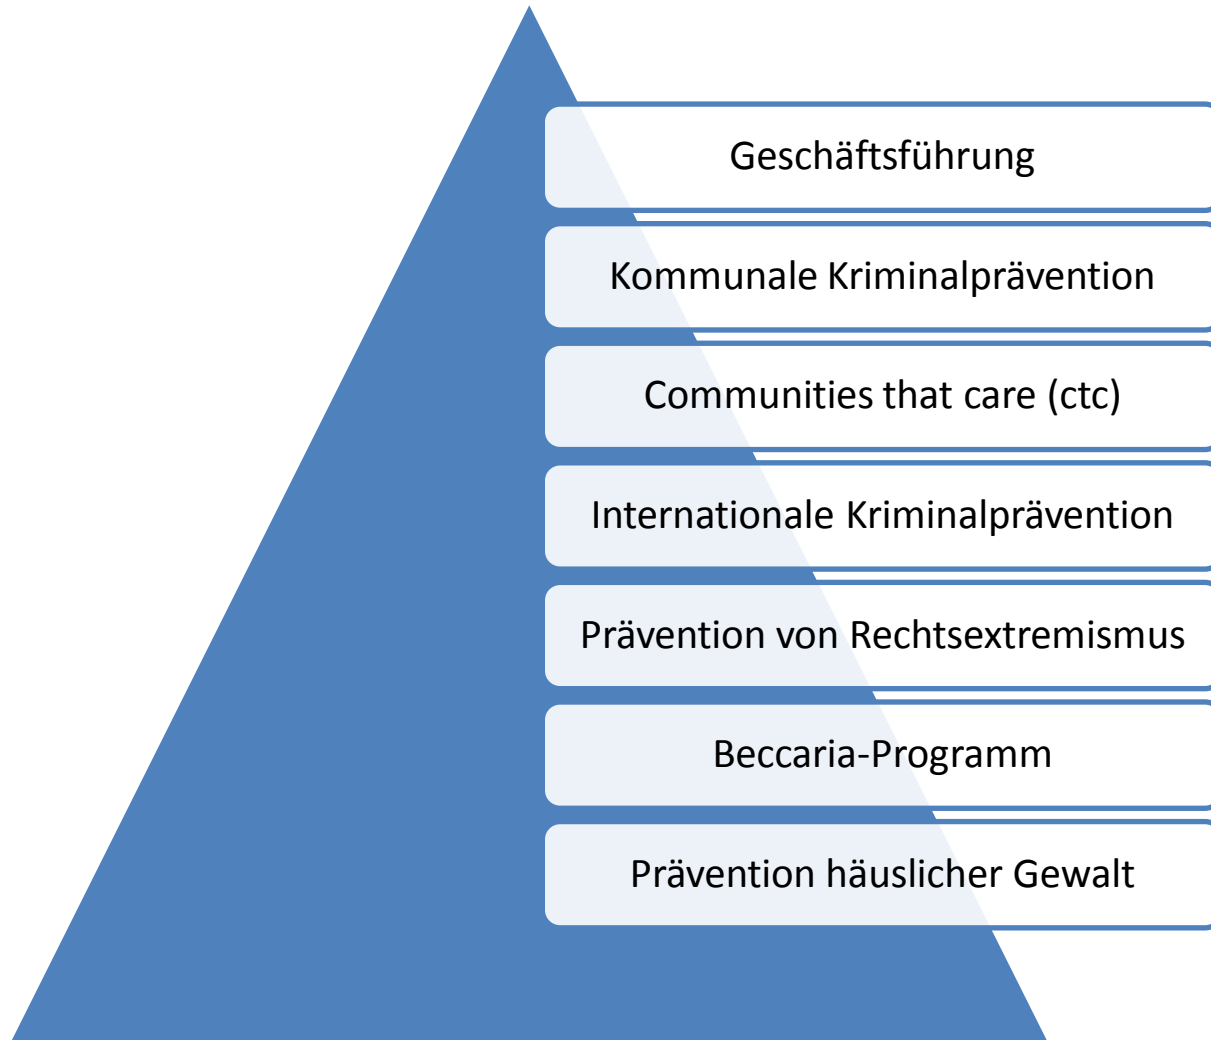 Geschäftsführung
Kommunale Kriminalprävention
Communities that care (ctc)
Internationale Kriminalprävention
Prävention von Rechtsextremismus
Beccaria-Programm
Prävention häuslicher Gewalt